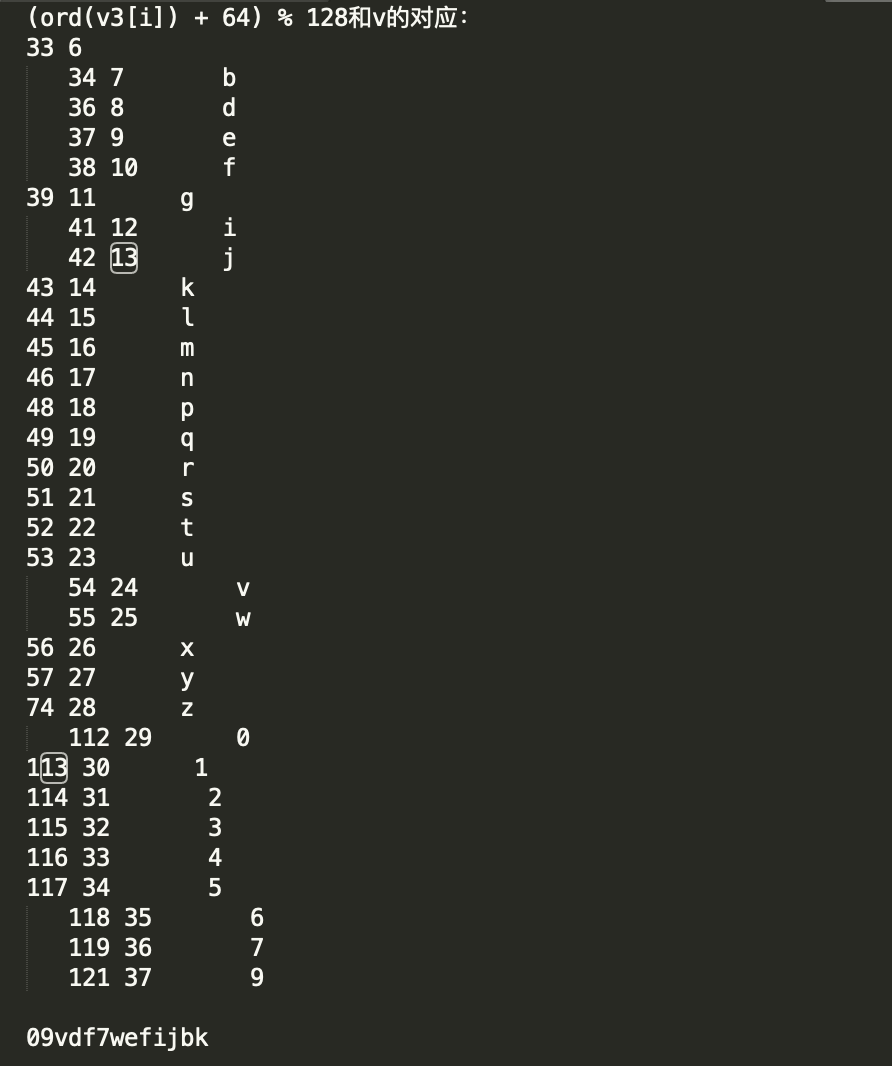 (ord(v3[i]) + 64) % 128和v的对应:
33 6
34 7 b
36 8 d
37 9 e
38 10 f
39 11 g
41 12 i
42 13 j
43 14 k
44 15 l
45 16 m
46 17 n
48 18 p
49 19 q
50 20 r
51 21 s
52 22 t
53 23 u
54 24 v
55 25 w
56 26 x
57 27 y
74 28 z
112 29 0
113 30 1
114 31 2
115 32 3
116 33 4
117 34 5
118 35 6
119 36 7
121 37 9
09vdf7wefijbk